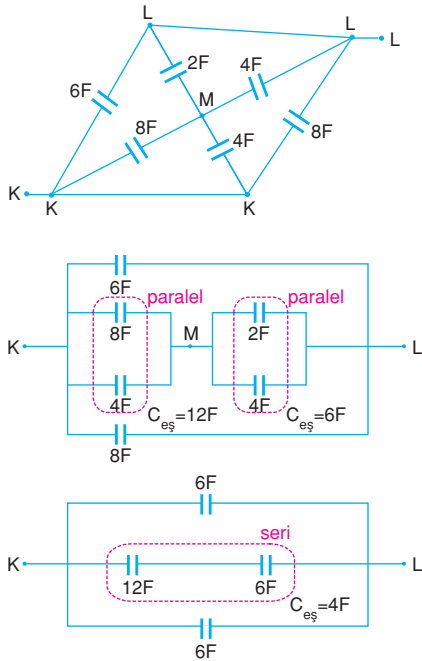 L
L
L
2F
4F
6F
M
8F
4F
8F
K
K
K
6F
paralel
paralel
8F
M
2F
K
L
4F
4F
Ceş=12F
Ceş=6F
8F
6F
seri
K
L
12F
6F
Ceş=4F
6F